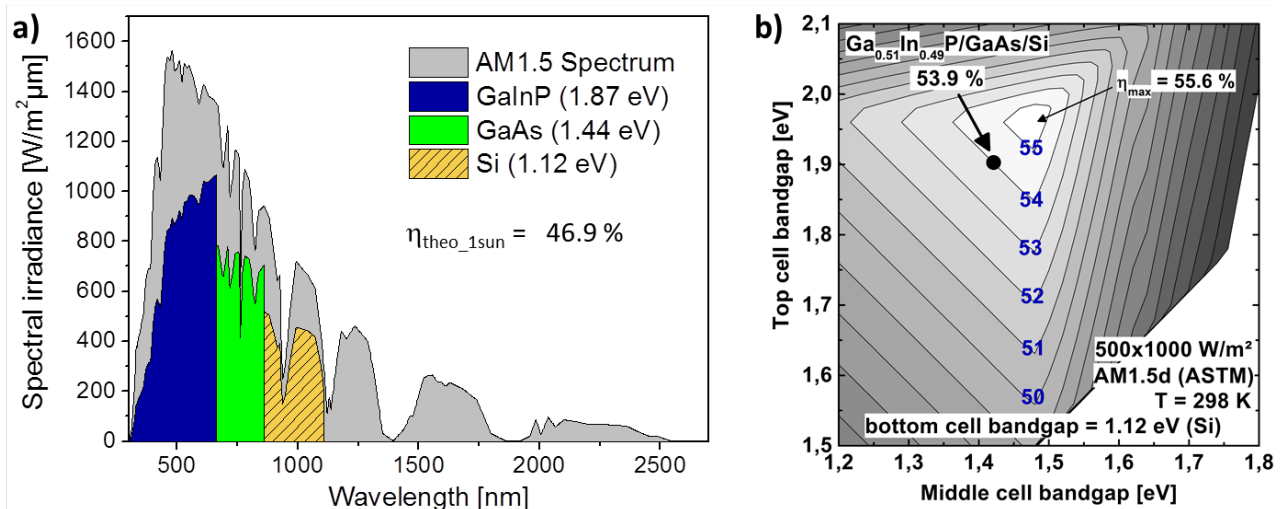 a)
1600
1400
1200
1000
800
600
400
200
0
Spectral irradiance [W/m²µm]
AM1.5 Spectrum
GaInP (1.87 eV)
GaAs (1.44 eV)
Si (1.12 eV)
ηtheo_1sun = 46.9 %
500
1000
1500
2000
2500
Wavelength [nm]
b)
2,1
2,0
1,9
1,8
1,7
1,6
1,5
Top cell bandgap [eV]
Ga0.51In0.49P/GaAs/Si
53.9 %
ηmax = 55.6 %
55
54
53
52
51
50
500x1000 W/m²
AM1.5d (ASTM)
T = 298 K
bottom cell bandgap = 1.12 eV (Si)
1,2
1,3
1,4
1,5
1,6
1,7
1,8
Middle cell bandgap [eV]